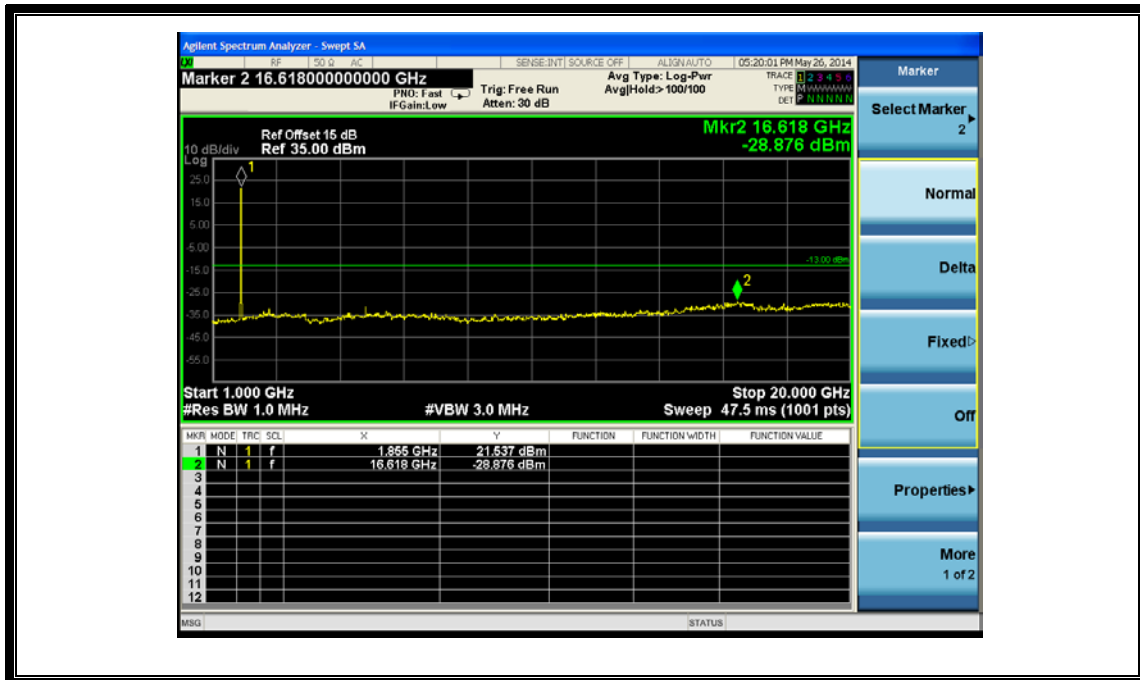 Agilent Spectrum Analyzer - Swept SA
RF 50 Ω AC SENSE:INT SOURCE OFF ALIGN AUTO 05:20:01 PM May 26, 2014
Marker 2 16.618000000000 GHz
PNO: Fast Trig: Free Run Avg Type: Log-Pwr TRACE 1 2 3 4 5 6
IFGain:Low Atten: 30 dB Avg|Hold:> 100/100 TYPE M WWWWW
DET P N N N N N
Mkr2 16.618 GHz
-28.876 dBm
Ref Offset 15 dB
10 dB/div Ref 35.00 dBm
Log
1
25.0
15.0
5.00
-5.00
-13.00 dBm
-15.0
2
-25.0
-35.0
-45.0
-55.0
Start 1.000 GHz Stop 20.000 GHz
#Res BW 1.0 MHz #VBW 3.0 MHz Sweep 47.5 ms (1001 pts)
MKR MODE TRC SCL X Y FUNCTION FUNCTION WIDTH FUNCTION VALUE
1 N 1 f 1.855 GHz 21.537 dBm
2 N 1 f 16.618 GHz -28.876 dBm
3
4
5
6
7
8
9
10
11
12
MSG STATUS
Marker
Select Marker
2
Normal
Delta
Fixed
Off
Properties
More
1 of 2